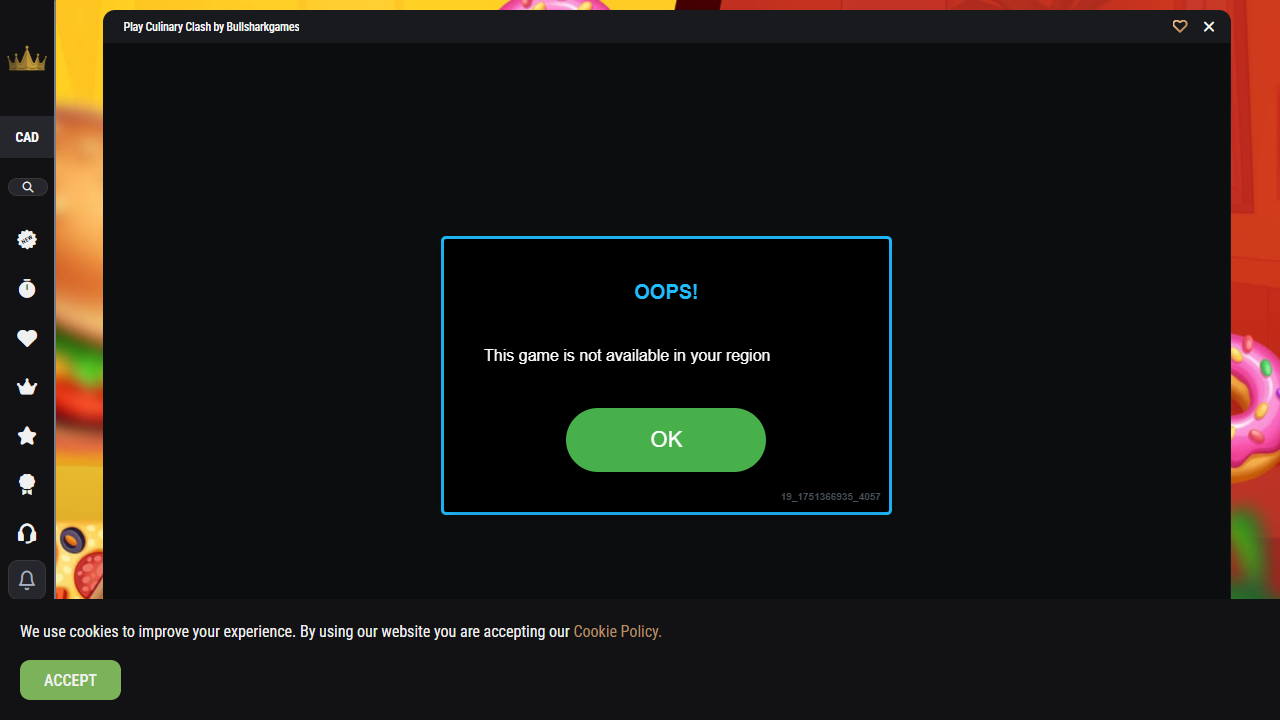 Play Culinary Clash by Bullsharkgames
CAD
NEW
OOPS!
This game is not available in your region
OK
19_1751366935_4057
We use cookies to improve your experience. By using our website you are accepting our Cookie Policy.
ACCEPT